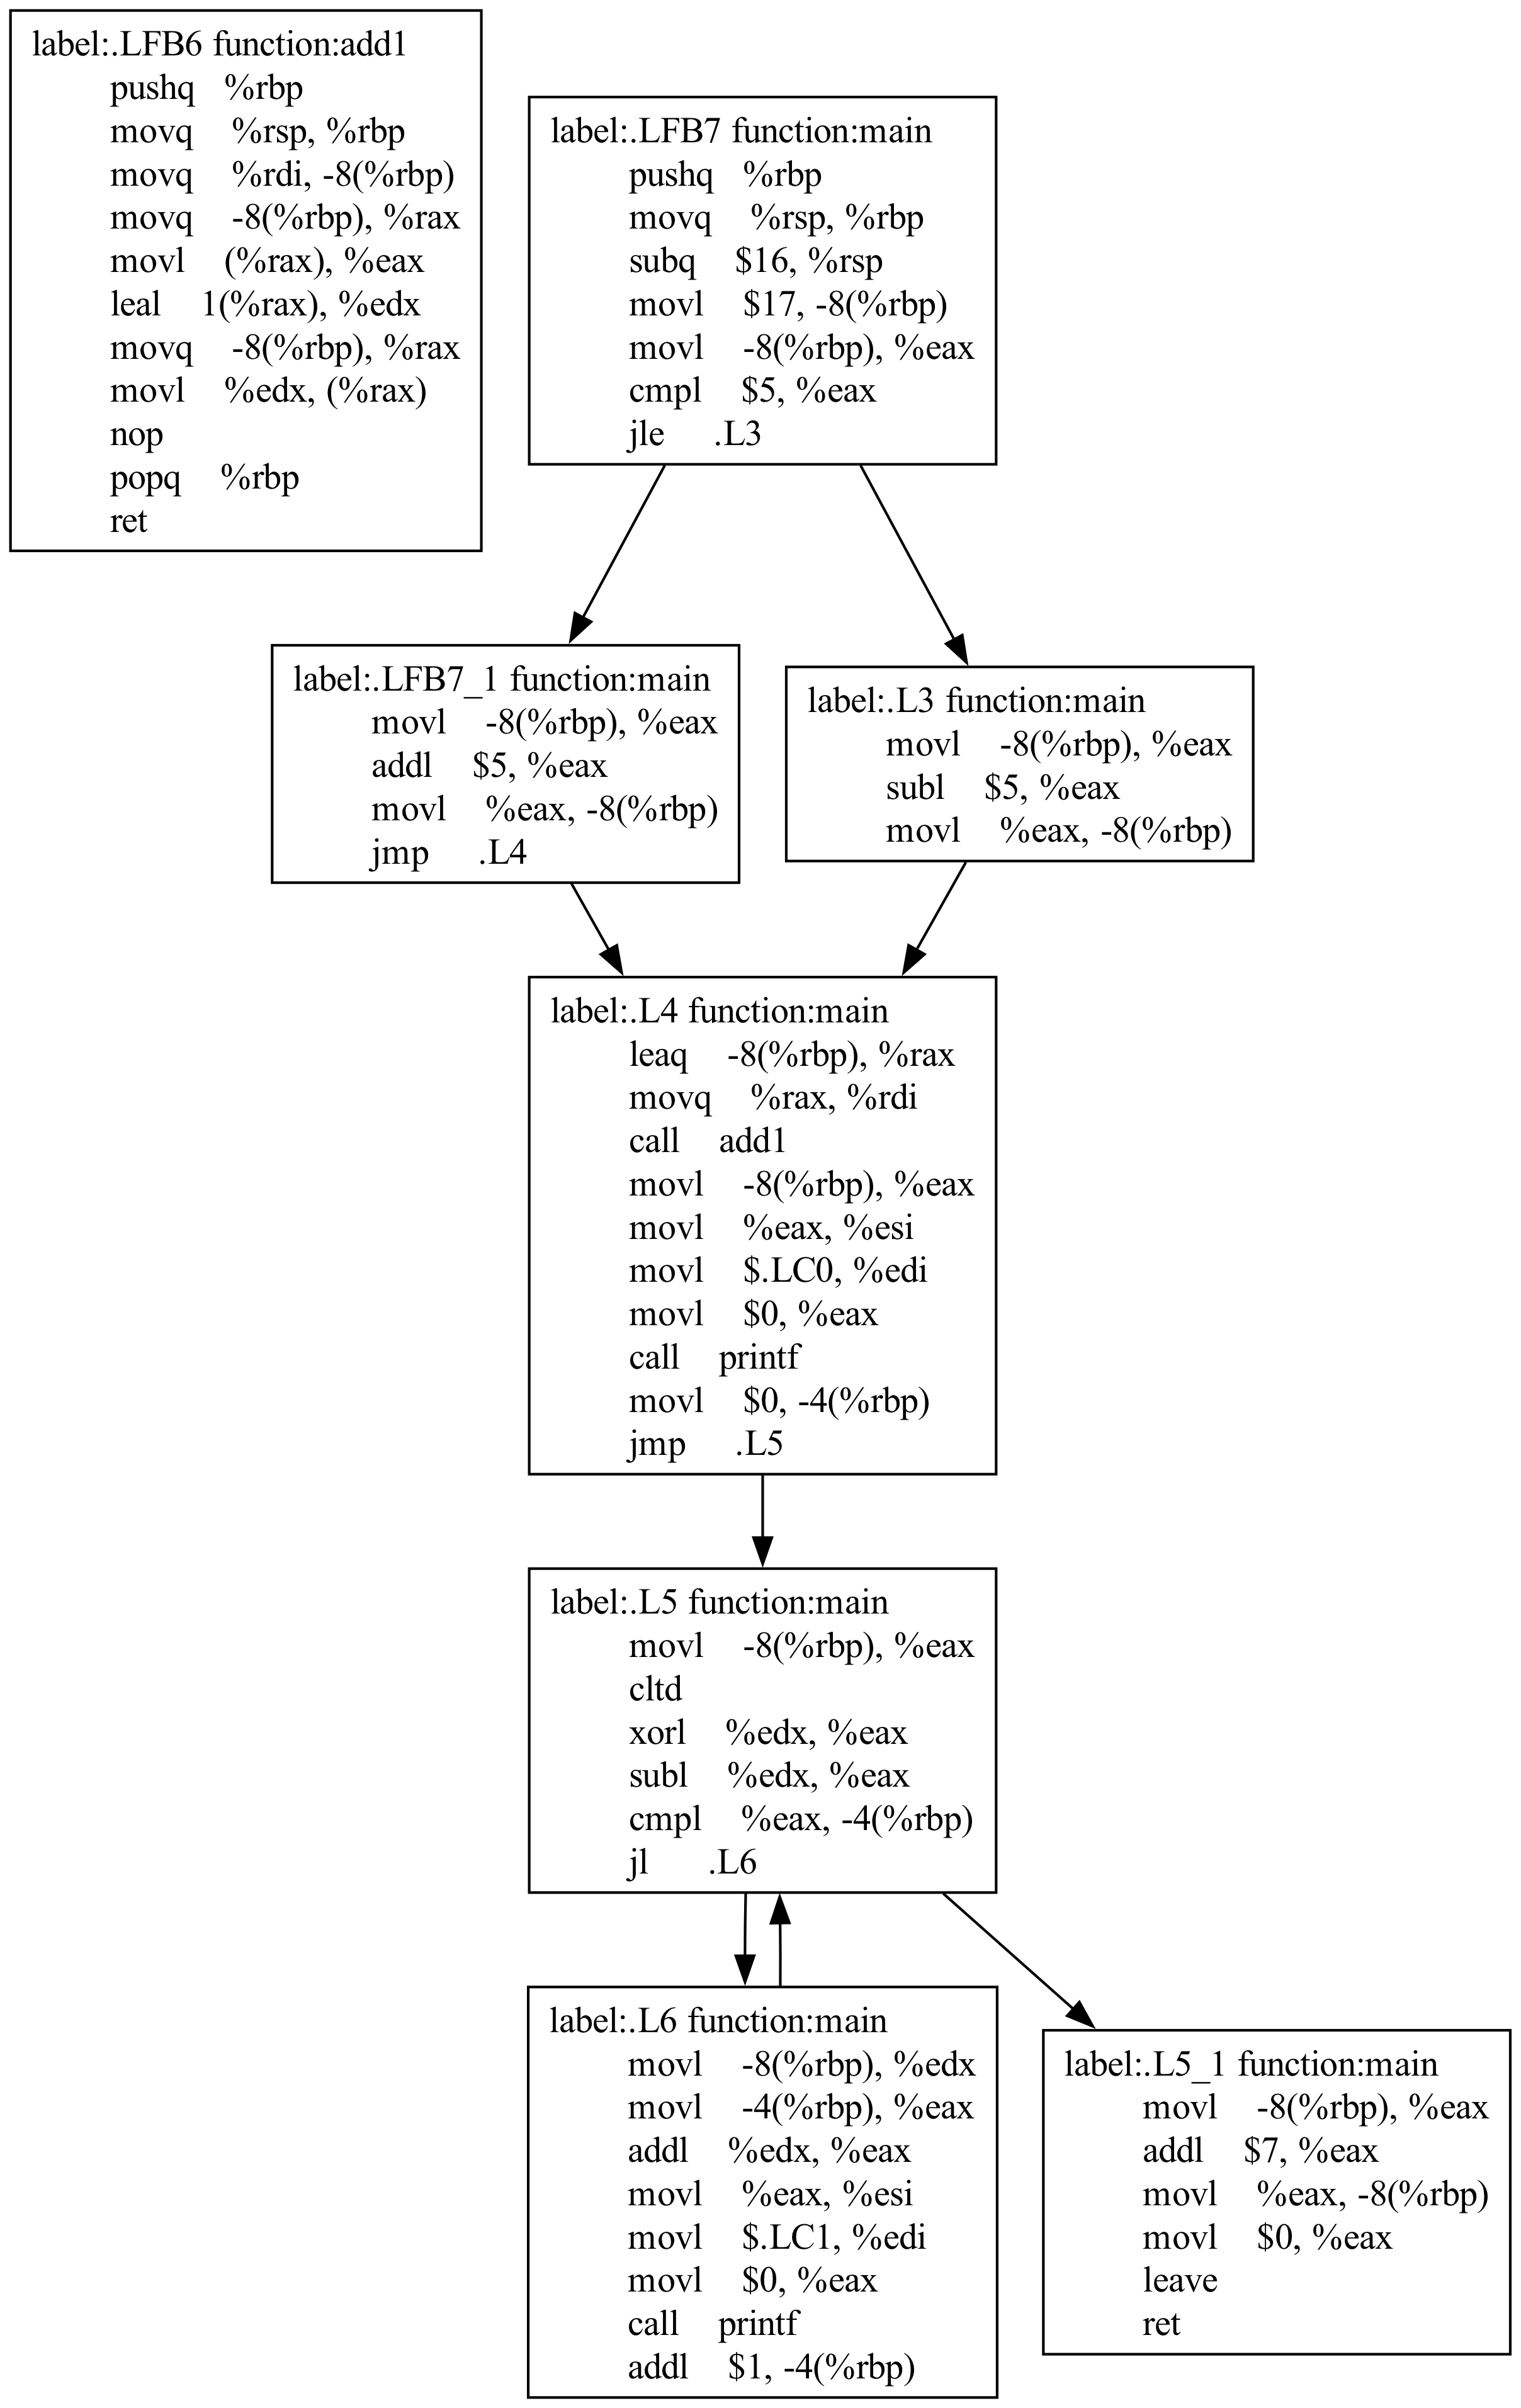 label:.LFB6 function:add1
pushq %rbp
movq %rsp, %rbp
movq %rdi, -8(%rbp)
movq -8(%rbp), %rax
movl (%rax), %eax
leal 1(%rax), %edx
movq -8(%rbp), %rax
movl %edx, (%rax)
nop
popq %rbp
ret
label:.LFB7 function:main
pushq %rbp
movq %rsp, %rbp
subq $16, %rsp
movl $17, -8(%rbp)
movl -8(%rbp), %eax
cmpl $5, %eax
jle .L3
label:.LFB7_1 function:main
movl -8(%rbp), %eax
addl $5, %eax
movl %eax, -8(%rbp)
jmp .L4
label:.L3 function:main
movl -8(%rbp), %eax
subl $5, %eax
movl %eax, -8(%rbp)
label:.L4 function:main
leaq -8(%rbp), %rax
movq %rax, %rdi
call add1
movl -8(%rbp), %eax
movl %eax, %esi
movl $.LC0, %edi
movl $0, %eax
call printf
movl $0, -4(%rbp)
jmp .L5
label:.L5 function:main
movl -8(%rbp), %eax
cltd
xorl %edx, %eax
subl %edx, %eax
cmpl %eax, -4(%rbp)
jl .L6
label:.L6 function:main
movl -8(%rbp), %edx
movl -4(%rbp), %eax
addl %edx, %eax
movl %eax, %esi
movl $.LC1, %edi
movl $0, %eax
call printf
addl $1, -4(%rbp)
label:.L5_1 function:main
movl -8(%rbp), %eax
addl $7, %eax
movl %eax, -8(%rbp)
movl $0, %eax
leave
ret